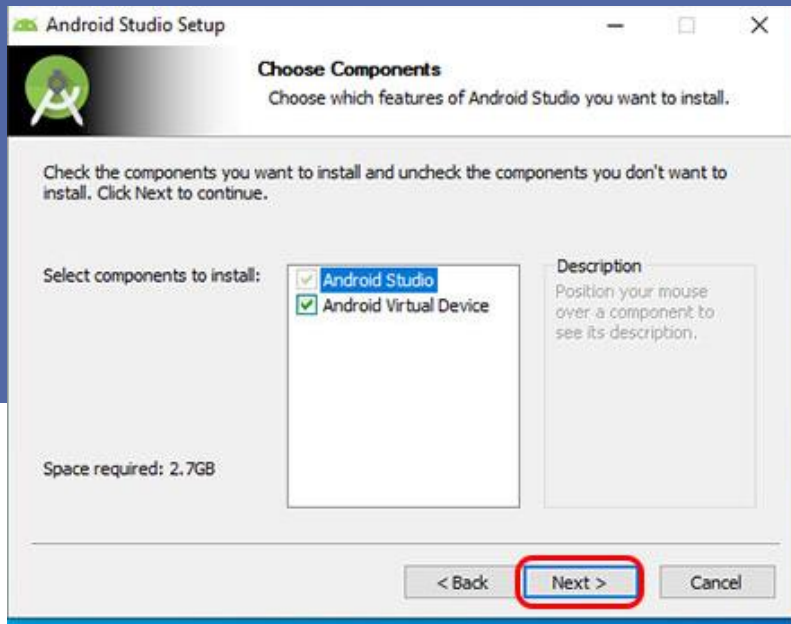 Android Studio Setup
Choose Components
Choose which features of Android Studio you want to install.
Check the components you want to install and uncheck the components you don't want to
install. Click Next to continue.
Select components to install:
Android Studio
Android Virtual Device
Description
Position your mouse
over a component to
see its description.
Space required: 2.7GB
< Back
Next >
Cancel